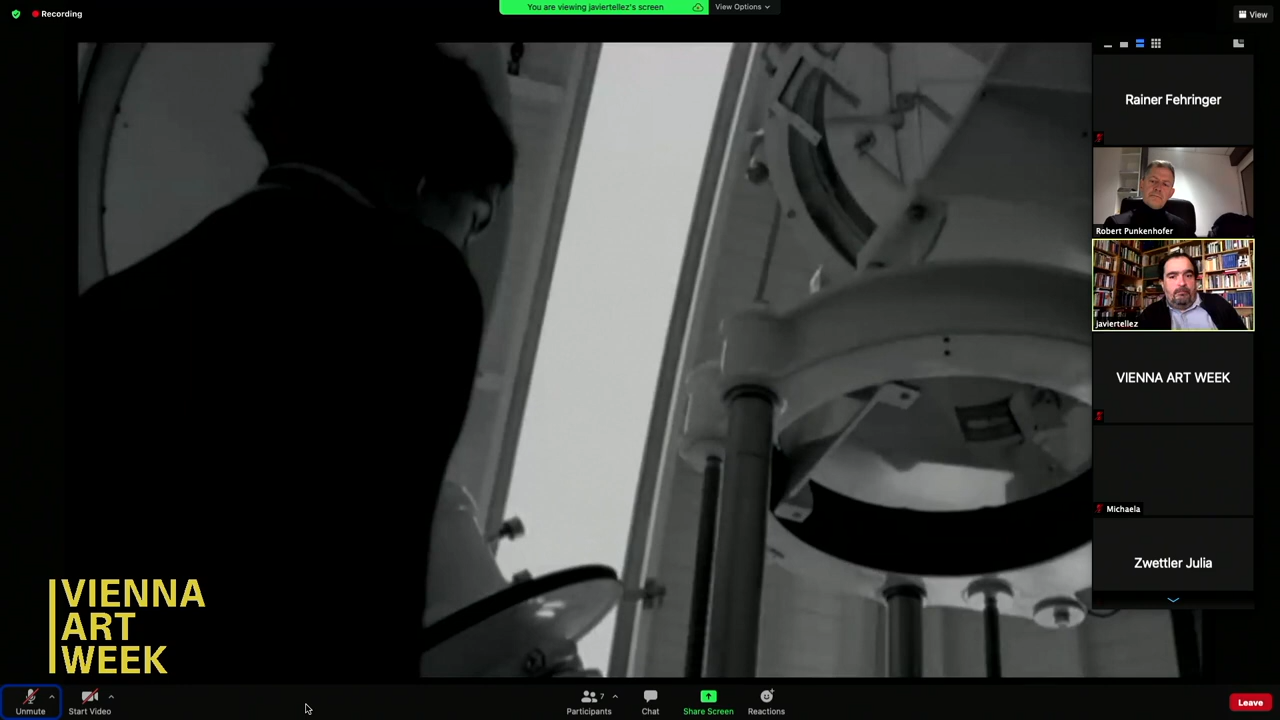 Recording
You are viewing javiertellez's screen
View Options
View
Rainer Fehringer
Robert Punkenhofer
Javiertellez
VIENNA ART WEEK
Michaela
Zwettler Julia
VIENNA
ART
WEEK
Unmute
Start Video
Participants
7
Chat
Share Screen
Reactions
Leave